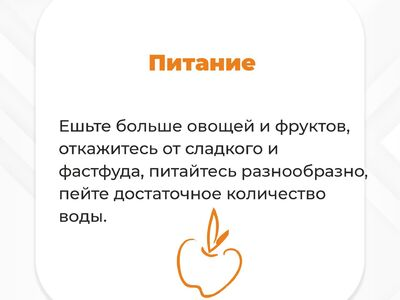 Питание
Ешьте больше овощей и фруктов,
откажитесь от сладкого и
фастфуда, питайтесь разнообразно,
пейте достаточное количество
воды.